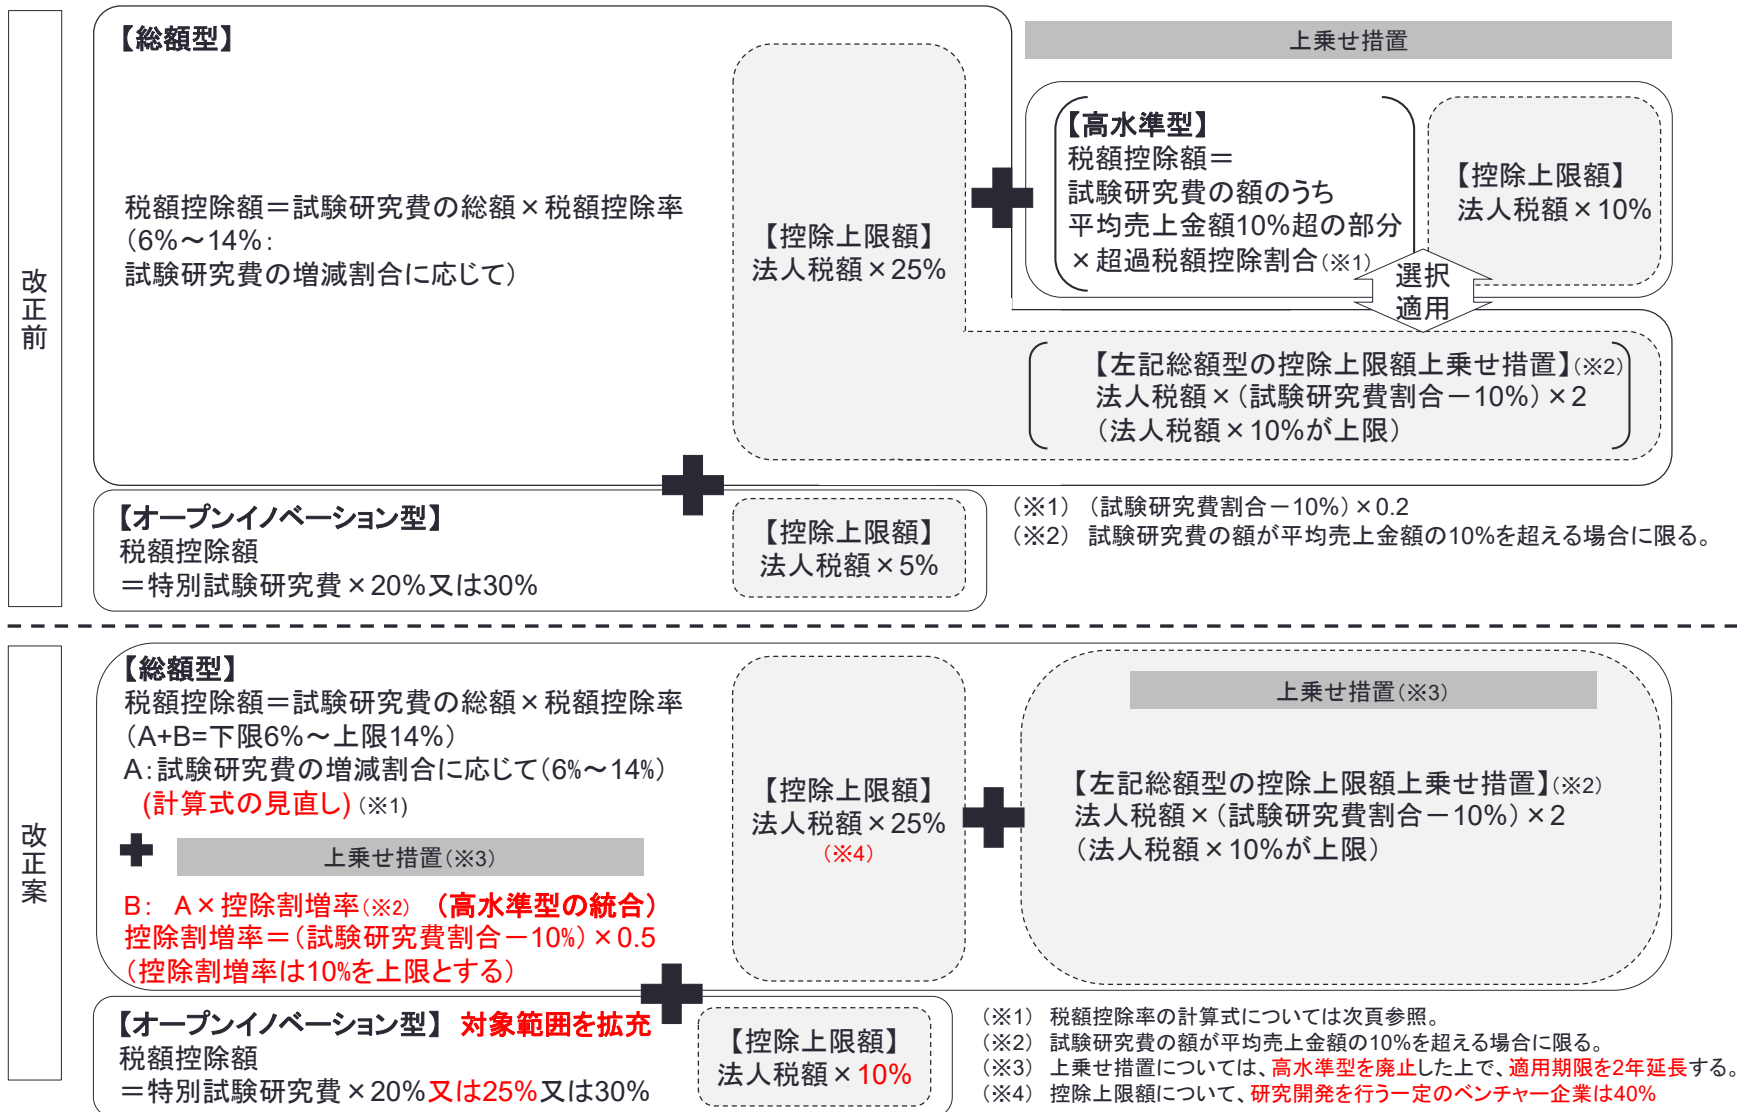 改正前
【総額型】
税額控除額＝試験研究費の総額×税額控除率
（6％～14％：
試験研究費の増減割合に応じて）
【控除上限額】
法人税額×25％
上乗せ措置
【高水準型】
税額控除額＝
試験研究費の額のうち
平均売上金額10％超の部分
×超過税額控除割合（※1）
【控除上限額】
法人税額×10％
選択
適用
【左記総額型の控除上限額上乗せ措置】（※2）
法人税額×（試験研究費割合－10％）×2
（法人税額×10％が上限）
【オープンイノベーション型】
税額控除額
＝特別試験研究費×20％又は30％
【控除上限額】
法人税額×5％
（※1） （試験研究費割合－10％）×0.2
（※2） 試験研究費の額が平均売上金額の10％を超える場合に限る。
改正案
【総額型】
税額控除額＝試験研究費の総額×税額控除率
（A+B=下限6％～上限14％）
A：試験研究費の増減割合に応じて（6％～14％）
(計算式の見直し)（※1）
上乗せ措置（※3）
B： A×控除割増率（※2） （高水準型の統合）
控除割増率＝（試験研究費割合－10％）×0.5
（控除割増率は10％を上限とする）
【控除上限額】
法人税額×25％
（※4）
上乗せ措置（※3）
【左記総額型の控除上限額上乗せ措置】（※2）
法人税額×（試験研究費割合－10％）×2
（法人税額×10％が上限）
【オープンイノベーション型】 対象範囲を拡充
税額控除額
＝特別試験研究費×20％又は25％又は30％
【控除上限額】
法人税額×10％
（※1） 税額控除率の計算式については次頁参照。
（※2） 試験研究費の額が平均売上金額の10％を超える場合に限る。
（※3） 上乗せ措置については、高水準型を廃止した上で、適用期限を2年延長する。
（※4） 控除上限額について、研究開発を行う一定のベンチャー企業は40％